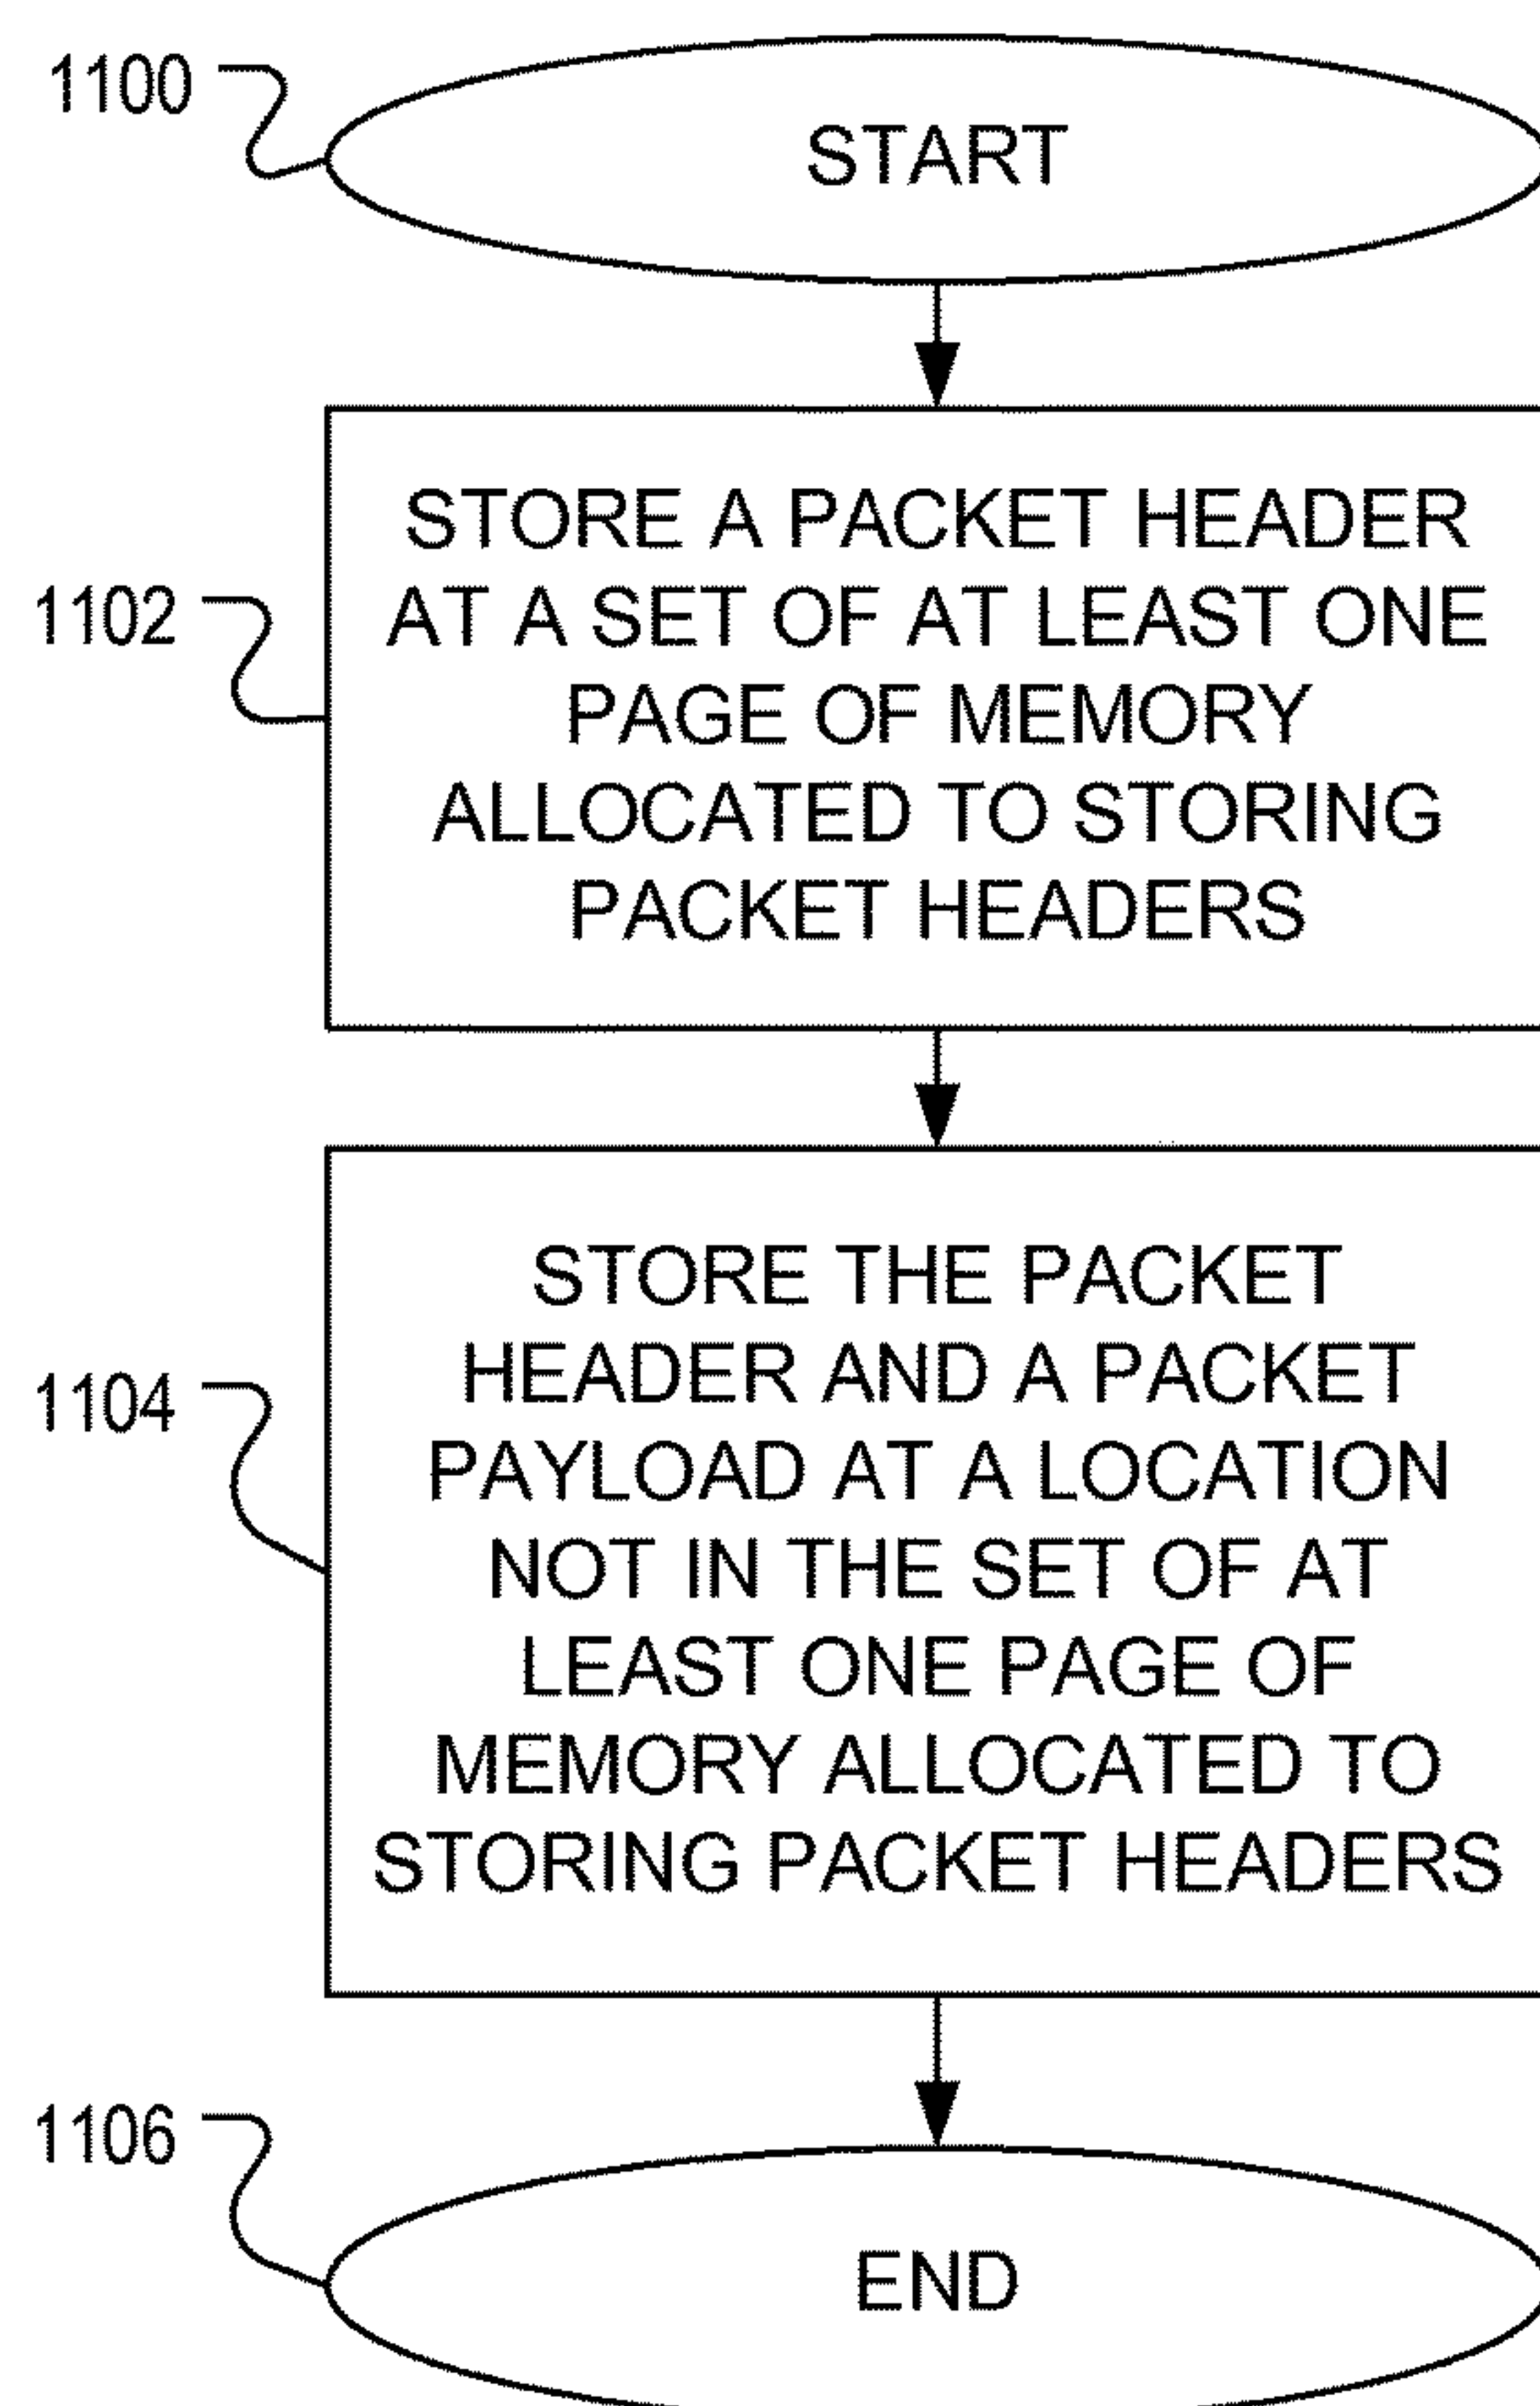 1100
START
STORE A PACKET HEADER
AT A SET OF AT LEAST ONE
1102
PAGE OF MEMORY
ALLOCATED TO STORING
PACKET HEADERS
STORE THE PACKET
HEADER AND A PACKET
1104
PAYLOAD AT A LOCATION
NOT IN THE SET OF AT
LEAST ONE PAGE OF
MEMORY ALLOCATED TO
STORING PACKET HEADERS
1106
END